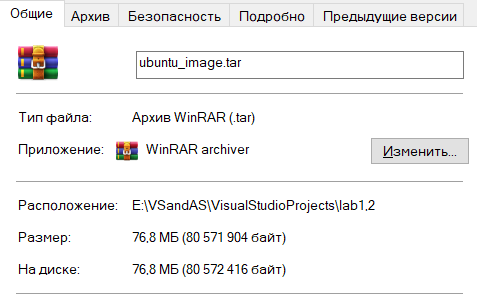 Общие Архив Безопасность Подробно Предыдущие версии
ubuntu_image.tar
Тип файла: Архив WinRAR (.tar)
Приложение: WinRAR archiver Изменить...
Расположение: E:\VSandAS\VisualStudioProjects\lab1,2
Размер: 76,8 МБ (80 571 904 байт)
На диске: 76,8 МБ (80 572 416 байт)